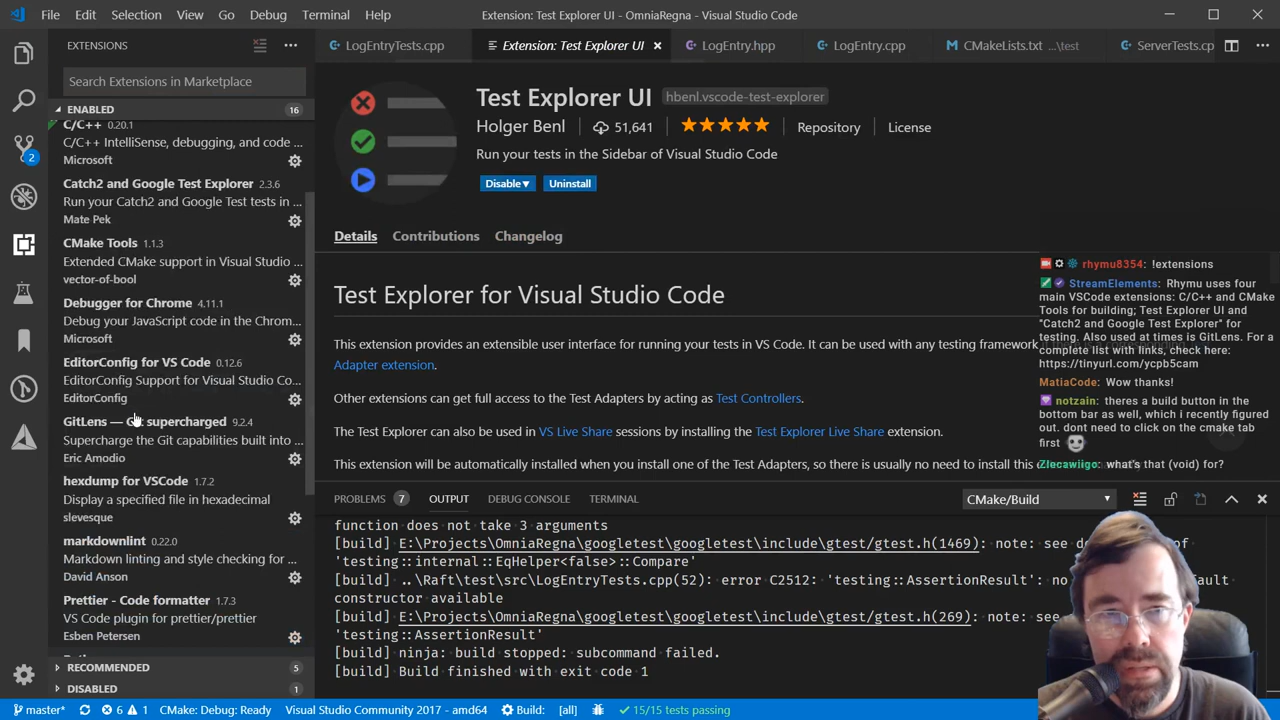 File Edit Selection View Go Debug Terminal Help
Extension: Test Explorer UI - OmniaRegna - Visual Studio Code
EXTENSIONS
Search Extensions in Marketplace
ENABLED 16
C/C++ 0.20.1
C/C++ IntelliSense, debugging, and code ...
Microsoft
Catch2 and Google Test Explorer 2.3.6
Run your Catch2 and Google Test tests in ...
Mate Pek
CMake Tools 1.1.3
Extended CMake support in Visual Studio ...
vector-of-bool
Debugger for Chrome 4.11.1
Debug your JavaScript code in the Chrom...
Microsoft
EditorConfig for VS Code 0.12.6
EditorConfig Support for Visual Studio Co...
EditorConfig
GitLens — Git supercharged 9.2.4
Supercharge the Git capabilities built into ...
Eric Amodio
hexdump for VSCode 1.7.2
Display a specified file in hexadecimal
slevesque
markdownlint 0.22.0
Markdown linting and style checking for ...
David Anson
Prettier - Code formatter 1.7.3
VS Code plugin for prettier/prettier
Esben Petersen
RECOMMENDED 5
DISABLED 1
2
LogEntryTests.cpp
Extension: Test Explorer UI
LogEntry.hpp
LogEntry.cpp
CMakeLists.txt ...\test
ServerTests.cp
Test Explorer UI hbenl.vscode-test-explorer
Holger Benl 51,641 Repository License
Run your tests in the Sidebar of Visual Studio Code
Disable Uninstall
Details Contributions Changelog
Test Explorer for Visual Studio Code
This extension provides an extensible user interface for running your tests in VS Code. It can be used with any testing framework
Adapter extension.
Other extensions can get full access to the Test Adapters by acting as Test Controllers.
The Test Explorer can also be used in VS Live Share sessions by installing the Test Explorer Live Share extension.
This extension will be automatically installed when you install one of the Test Adapters, so there is usually no need to install this
rhymu8354: !extensions
StreamElements: Rhymu uses four
main VSCode extensions: C/C++ and CMake
Tools for building; Test Explorer UI and
"Catch2 and Google Test Explorer" for
testing. Also used at times is GitLens. For a
complete list with links, check here:
https://tinyurl.com/ycpb5cam
MatiaCode: Wow thanks!
notzain: theres a build button in the
bottom bar as well, which i recently figured
out. dont need to click on the cmake tab
first
Zlecawiigo: what's that (void) for?
PROBLEMS 7 OUTPUT DEBUG CONSOLE TERMINAL
CMake/Build
function does not take 3 arguments
[build] E:\Projects\OmniaRegna\googletest\googletest\include\gtest/gtest.h(1469): note: see of
'testing::internal::EqHelper<false>::Compare'
[build] ..\Raft\test\src\LogEntryTests.cpp(52): error C2512: 'testing::AssertionResult': no
constructor available
[build] E:\Projects\OmniaRegna\googletest\googletest\include\gtest/gtest.h(269): note: see
'testing::AssertionResult'
[build] ninja: build stopped: subcommand failed.
[build] Build finished with exit code 1
master* 6 1 CMake: Debug: Ready Visual Studio Community 2017 - amd64 Build: [all] 15/15 tests passing